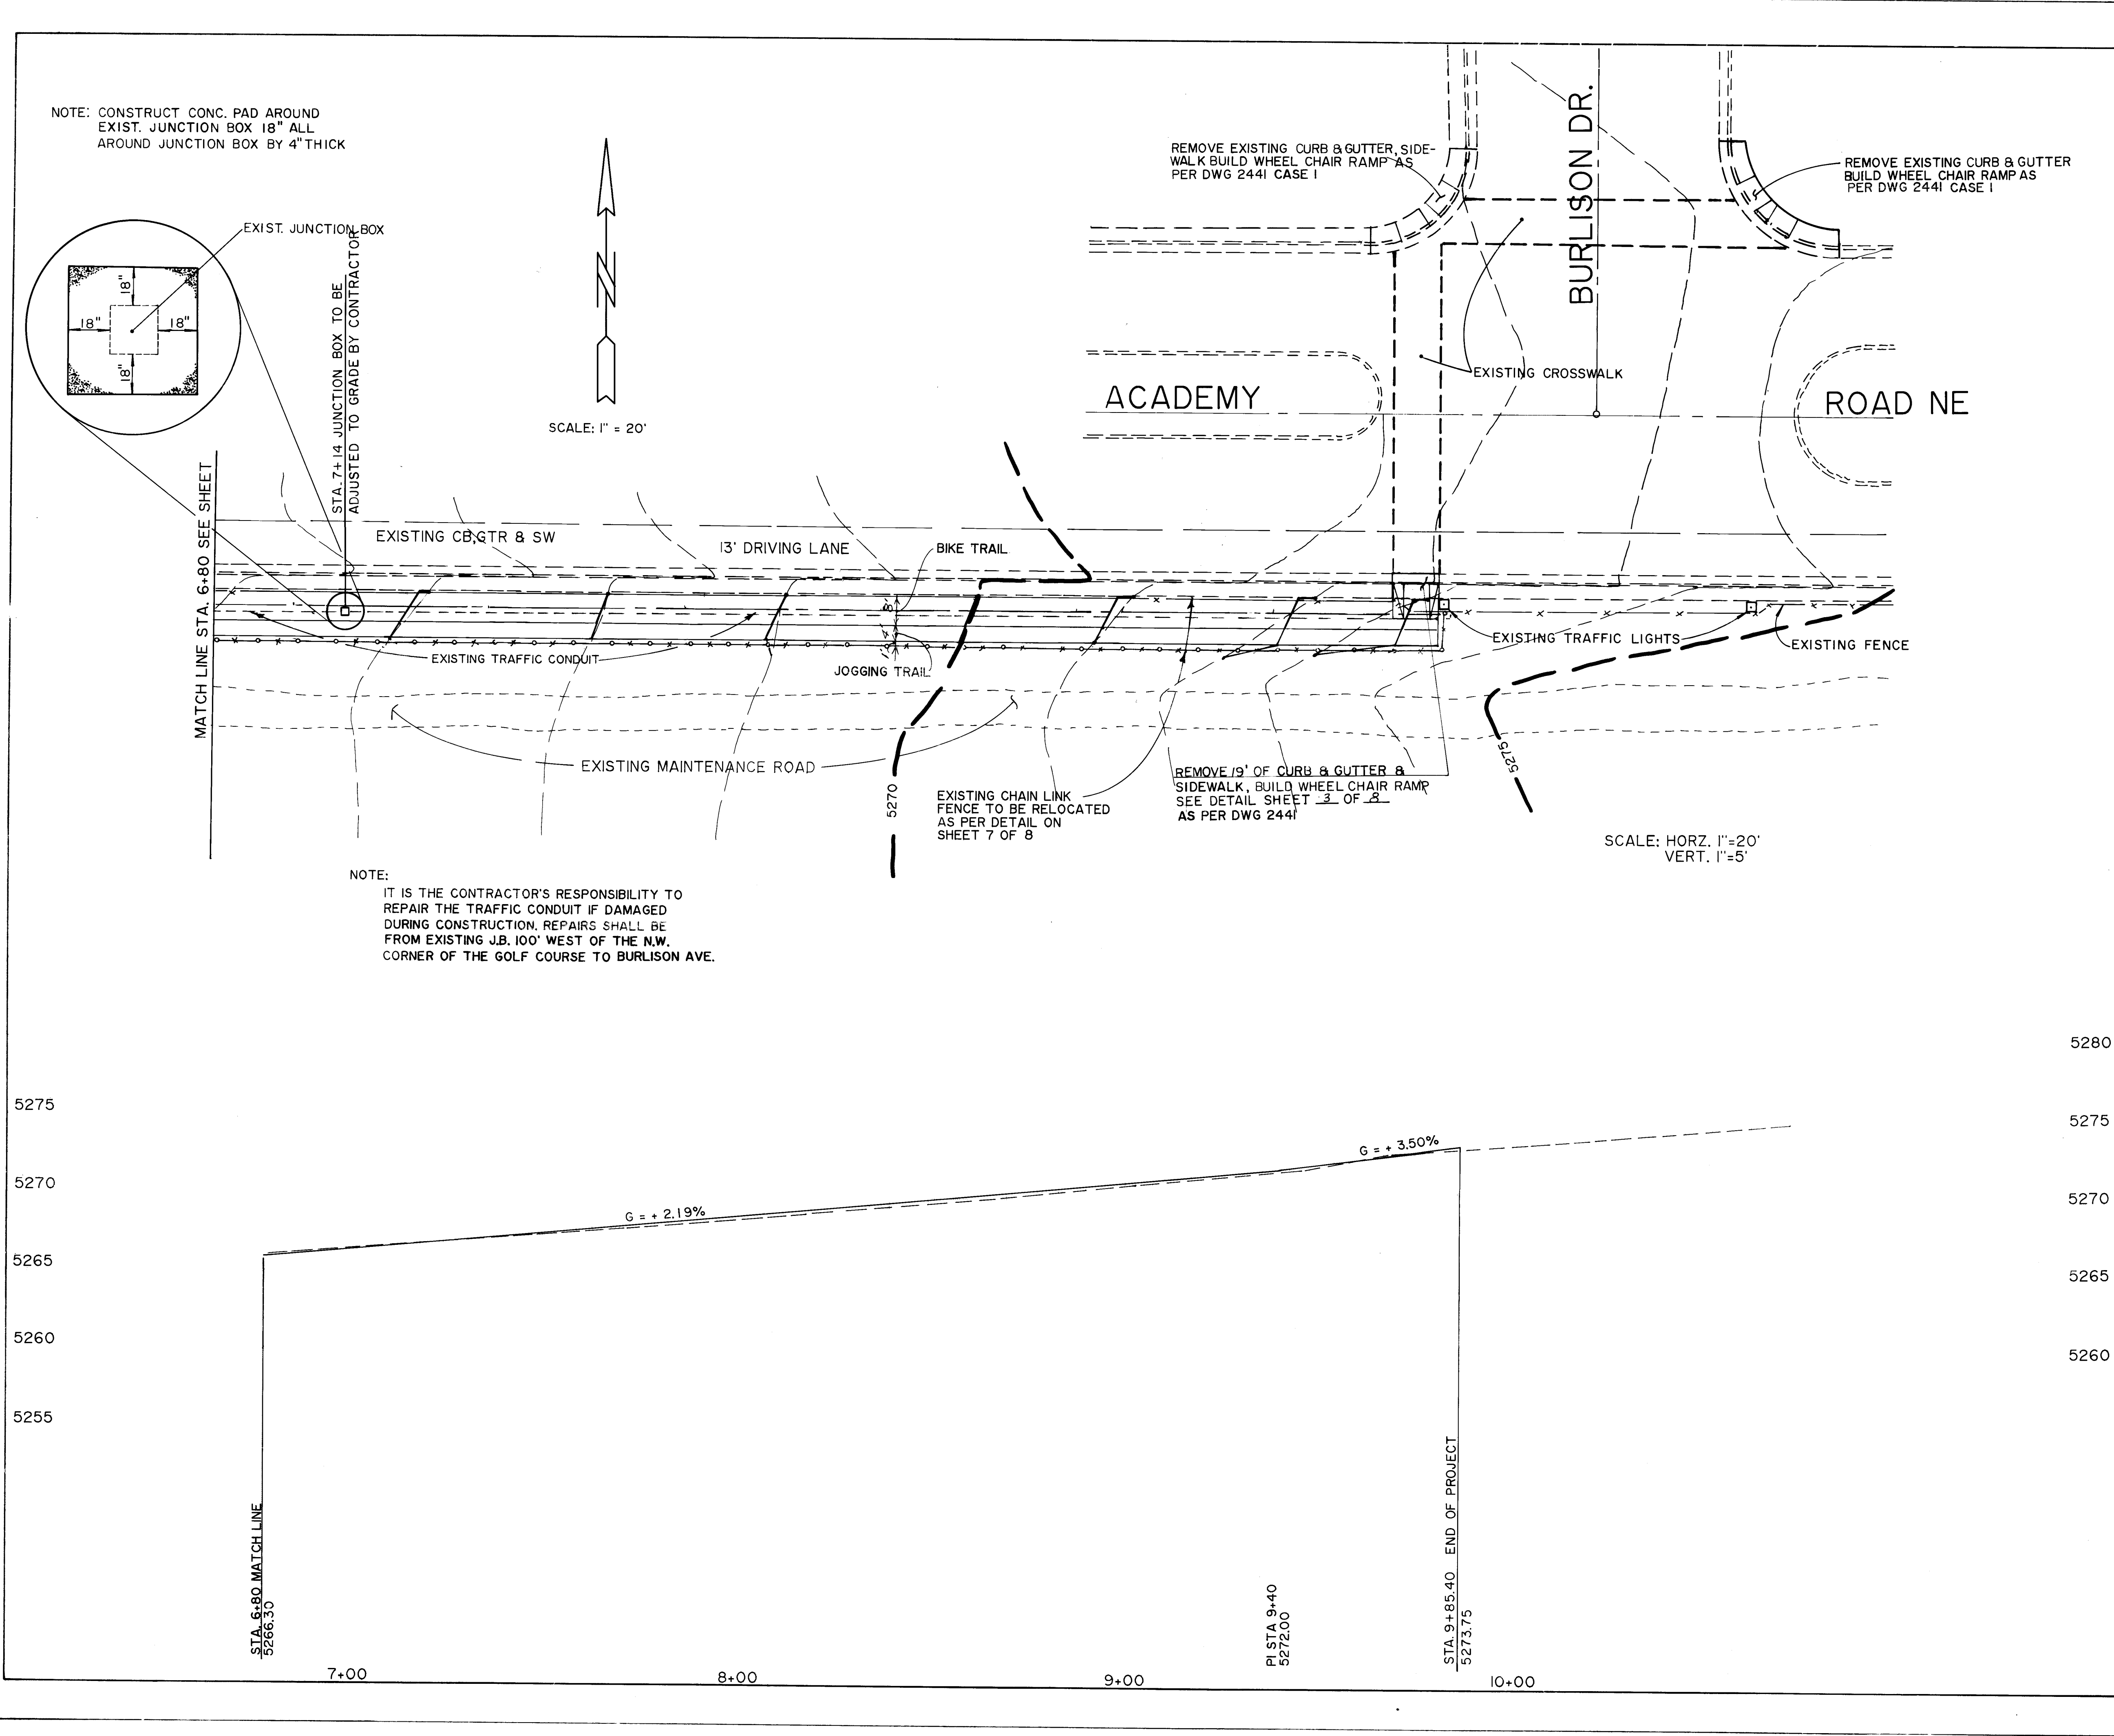 NOTE: CONSTRUCT CONC. PAD AROUND
EXIST. JUNCTION BOX 18" ALL
AROUND JUNCTION BOX BY 4" THICK
EXIST. JUNCTION BOX
18"
18"
18"
18"
STA. 7+14 JUNCTION BOX TO BE
ADJUSTED TO GRADE BY CONTRACTOR
N
SCALE: 1" = 20'
REMOVE EXISTING CURB & GUTTER, SIDE-
WALK BUILD WHEEL CHAIR RAMP AS
PER DWG 2441 CASE 1
BURLISON DR.
REMOVE EXISTING CURB & GUTTER
BUILD WHEEL CHAIR RAMP AS
PER DWG 2441 CASE 1
EXISTING CROSSWALK
ACADEMY
ROAD NE
MATCH LINE STA. 6+80 SEE SHEET
EXISTING CB,GTR & SW
13' DRIVING LANE
BIKE TRAIL
8'
4'
1'
EXISTING TRAFFIC CONDUIT
JOGGING TRAIL
EXISTING TRAFFIC LIGHTS
EXISTING FENCE
EXISTING MAINTENANCE ROAD
5270
5275
EXISTING CHAIN LINK
FENCE TO BE RELOCATED
AS PER DETAIL ON
SHEET 7 OF 8
REMOVE 19' OF CURB & GUTTER &
SIDEWALK, BUILD WHEEL CHAIR RAMP
SEE DETAIL SHEET 3 OF 8
AS PER DWG 2441
SCALE: HORZ. 1"=20'
VERT. 1"=5'
NOTE:
IT IS THE CONTRACTOR'S RESPONSIBILITY TO
REPAIR THE TRAFFIC CONDUIT IF DAMAGED
DURING CONSTRUCTION. REPAIRS SHALL BE
FROM EXISTING J.B. 100' WEST OF THE N.W.
CORNER OF THE GOLF COURSE TO BURLISON AVE.
5275
5270
5265
5260
5255
5280
5275
5270
5265
5260
G = + 2.19%
G = + 3.50%
STA. 6+80 MATCH LINE
5266.30
PI STA 9+40
5272.00
STA. 9+85.40 END OF PROJECT
5273.75
7+00
8+00
9+00
10+00